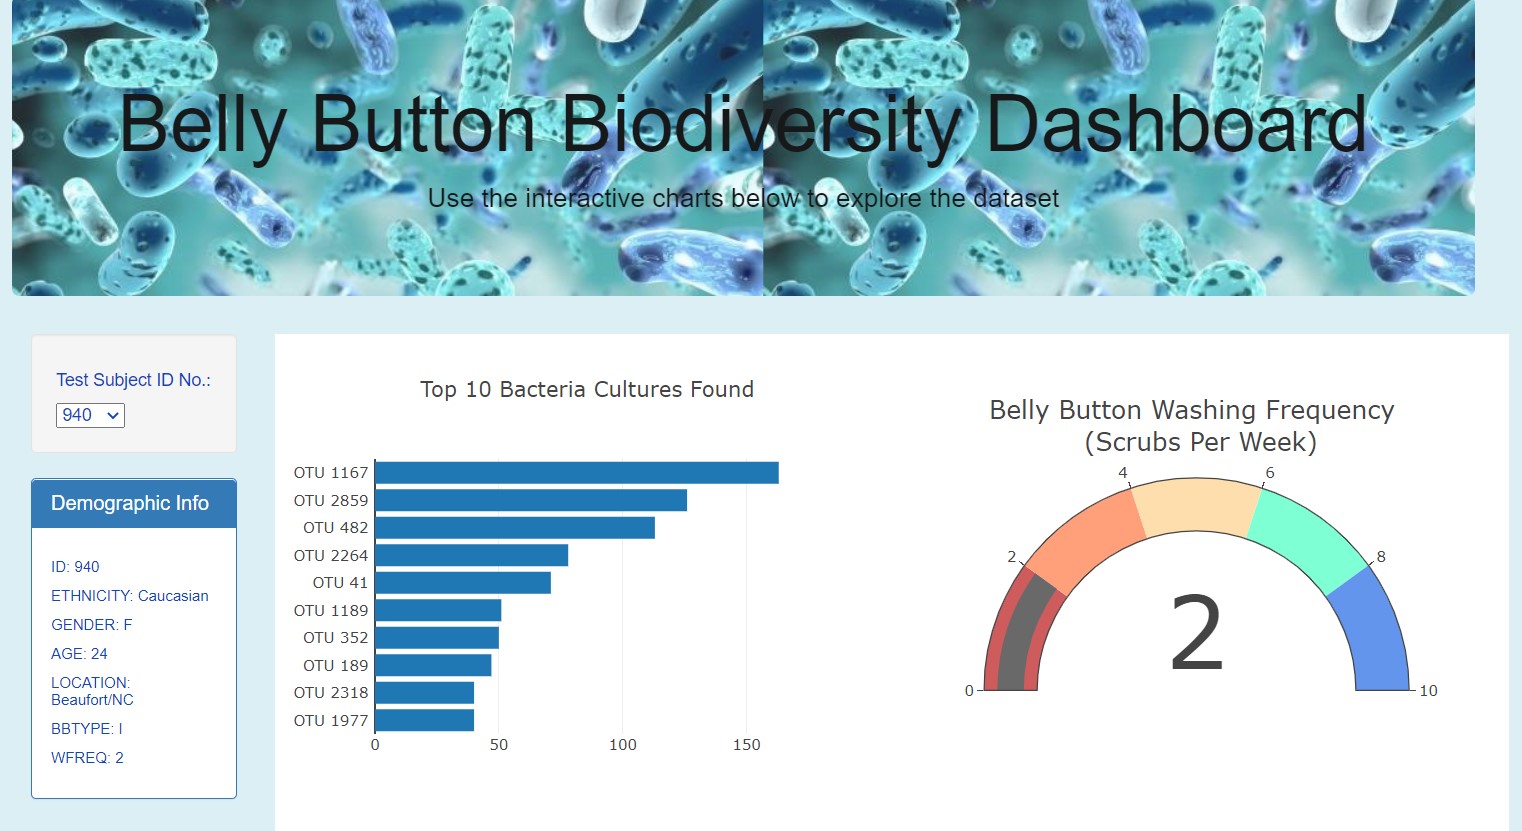 Belly Button Biodiversity Dashboard
Use the interactive charts below to explore the dataset
Test Subject ID No.:
940
Demographic Info
ID: 940
ETHNICITY: Caucasian
GENDER: F
AGE: 24
LOCATION:
Beaufort/NC
BBTYPE: I
WFREQ: 2
Top 10 Bacteria Cultures Found
OTU 1167
OTU 2859
OTU 482
OTU 2264
OTU 41
OTU 1189
OTU 352
OTU 189
OTU 2318
OTU 1977
0 50 100 150
Belly Button Washing Frequency
(Scrubs Per Week)
4 6
2 8
2
0 10